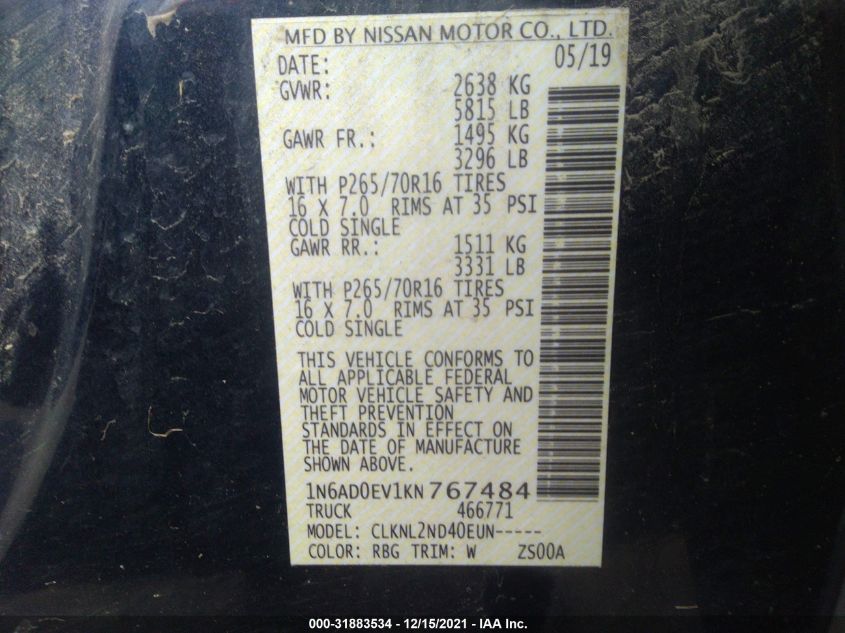 MFD BY NISSAN MOTOR CO., LTD.
DATE: 05/19
GVWR: 2638 KG
5815 LB
GAWR FR.: 1495 KG
3296 LB
WITH P265/70R16 TIRES
16 X 7.0 RIMS AT 35 PSI
COLD SINGLE
GAWR RR.: 1511 KG
3331 LB
WITH P265/70R16 TIRES
16 X 7.0 RIMS AT 35 PSI
COLD SINGLE
THIS VEHICLE CONFORMS TO
ALL APPLICABLE FEDERAL
MOTOR VEHICLE SAFETY AND
THEFT PREVENTION
STANDARDS IN EFFECT ON
THE DATE OF MANUFACTURE
SHOWN ABOVE.
1N6AD0EV1KN767484
TRUCK 466771
MODEL: CLKNL2ND40EUN-----
COLOR: RBG TRIM: W ZS00A
000-31883534 - 12/15/2021 - IAA Inc.